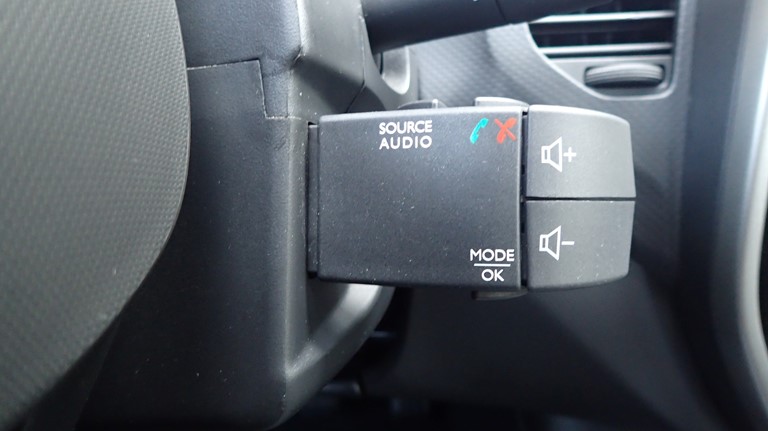 SOURCE
AUDIO
+
-
MODE
OK